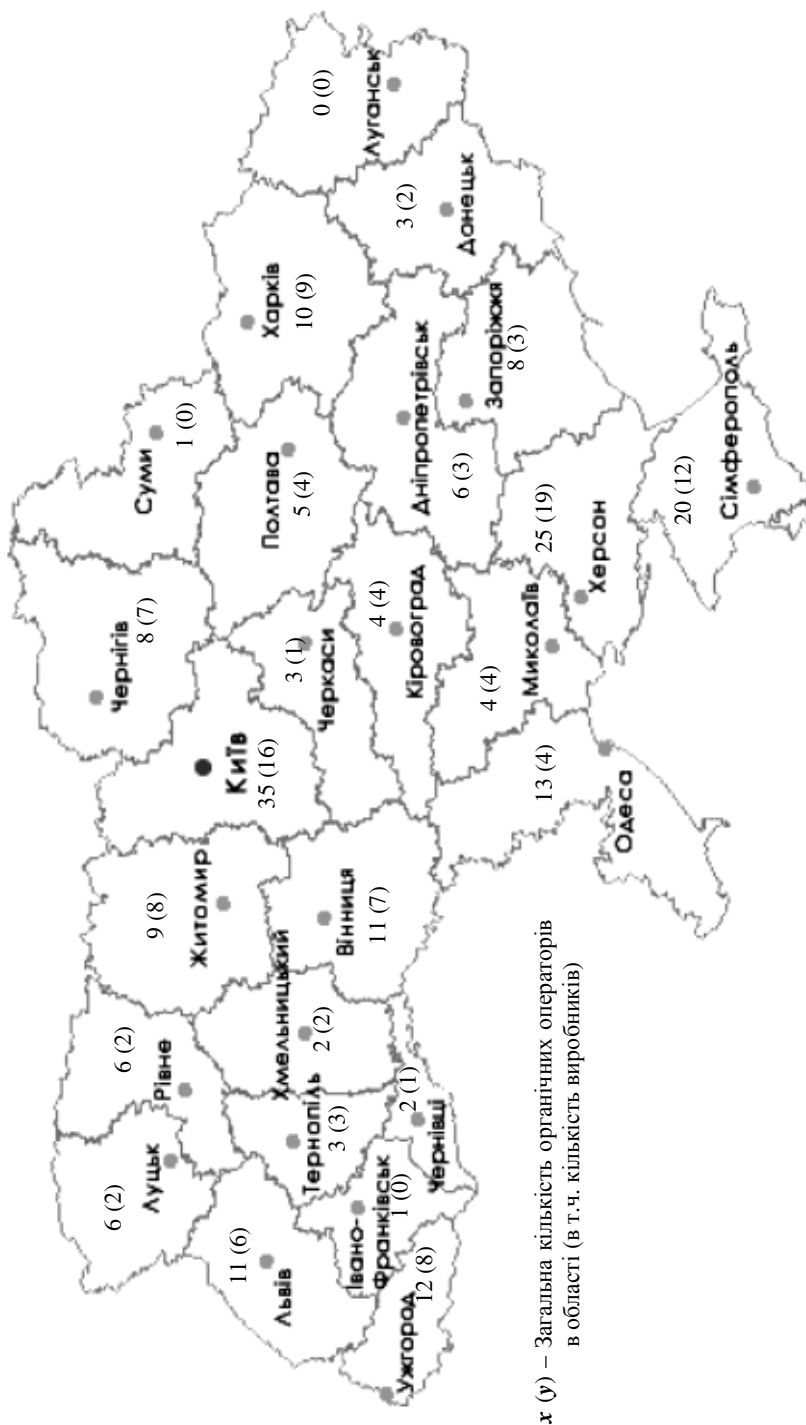 Луцьк
6 (2)
Рівне
6 (2)
Житомир
9 (8)
Київ
35 (16)
Чернігів
8 (7)
Суми
1 (0)
Львів
11 (6)
Тернопіль
3 (3)
Хмельницький
2 (2)
Вінниця
11 (7)
Черкаси
3 (1)
Полтава
5 (4)
Харків
10 (9)
Луганськ
0 (0)
Ужгород
12 (8)
Івано-
Франківськ
1 (0)
Чернівці
2 (1)
Кіровоград
4 (4)
Дніпропетрівськ
6 (3)
Донецьк
3 (2)
Запоріжжя
8 (3)
Одеса
13 (4)
Миколаїв
4 (4)
Херсон
25 (19)
Сімферополь
20 (12)
x (y) – Загальна кількість органічних операторів
в області (в т.ч. кількість виробників)